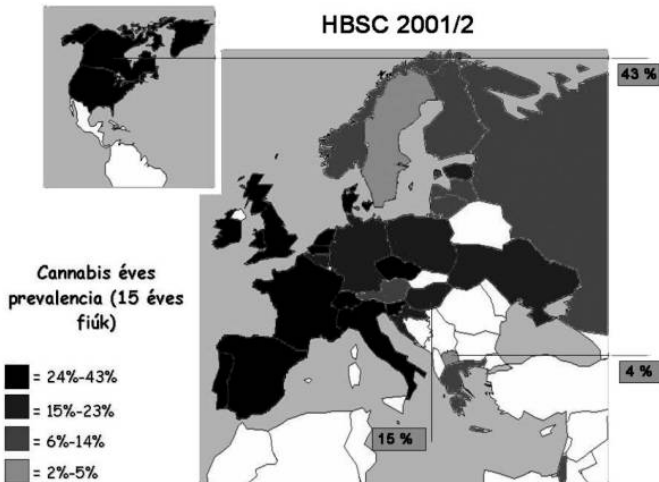 HBSC 2001/2
43 %
Cannabis éves
prevalencia (15 éves
fiúk)
= 24%-43%
= 15%-23%
= 6%-14%
= 2%-5%
4 %
15 %